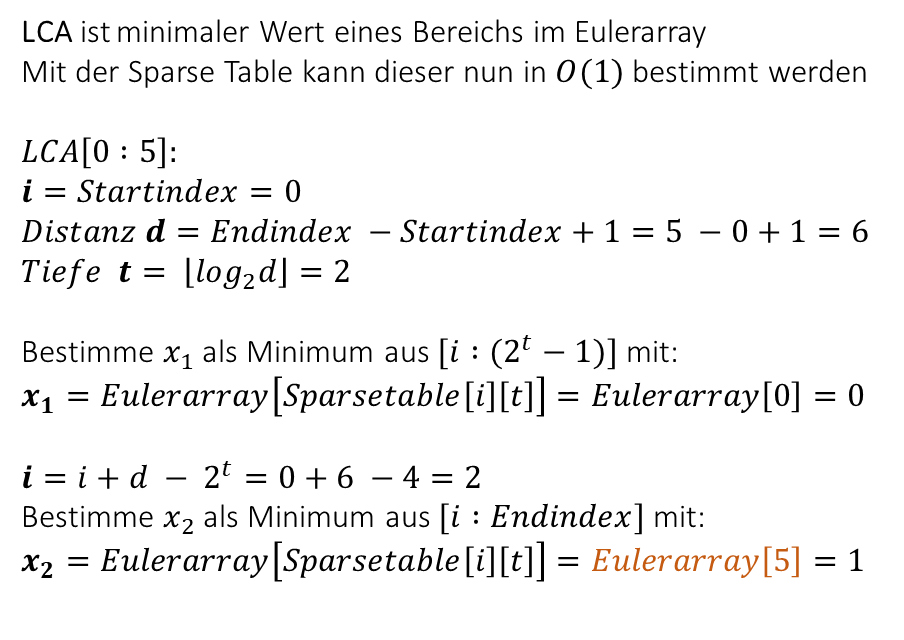 LCA ist minimaler Wert eines Bereichs im Eulerarray
Mit der Sparse Table kann dieser nun in O(1) bestimmt werden
LCA[0 : 5]:
i = Startindex = 0
Distanz d = Endindex − Startindex + 1 = 5 − 0 + 1 = 6
Tiefe t = ⌊log₂d⌋ = 2
Bestimme x₁ als Minimum aus [i : (2ᵗ − 1)] mit:
x₁ = Eulerarray[Sparsetable[i][t]] = Eulerarray[0] = 0
i = i + d − 2ᵗ = 0 + 6 − 4 = 2
Bestimme x₂ als Minimum aus [i : Endindex] mit:
x₂ = Eulerarray[Sparsetable[i][t]] = Eulerarray[5] = 1